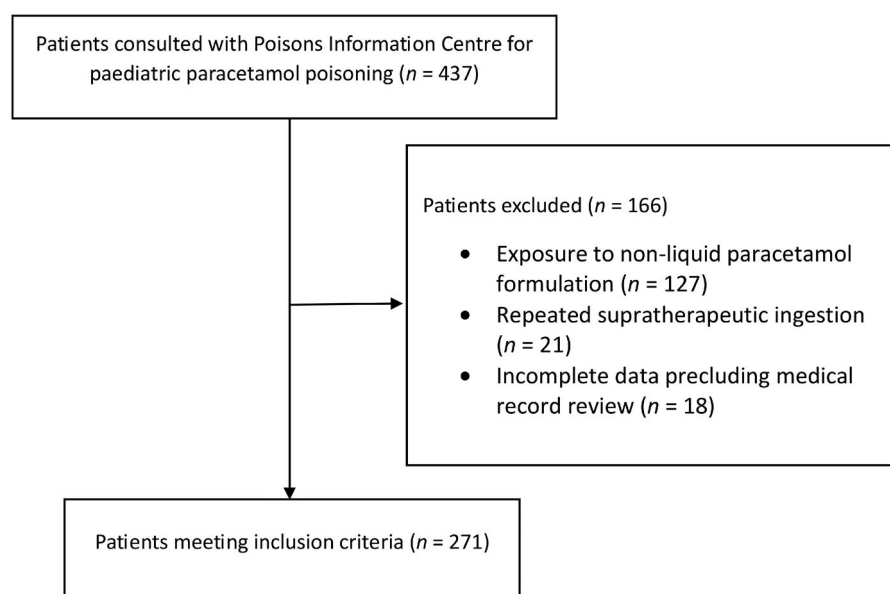 Patients consulted with Poisons Information Centre for
paediatric paracetamol poisoning (n = 437)
Patients excluded (n = 166)
• Exposure to non-liquid paracetamol
formulation (n = 127)
• Repeated supratherapeutic ingestion
(n = 21)
• Incomplete data precluding medical
record review (n = 18)
Patients meeting inclusion criteria (n = 271)